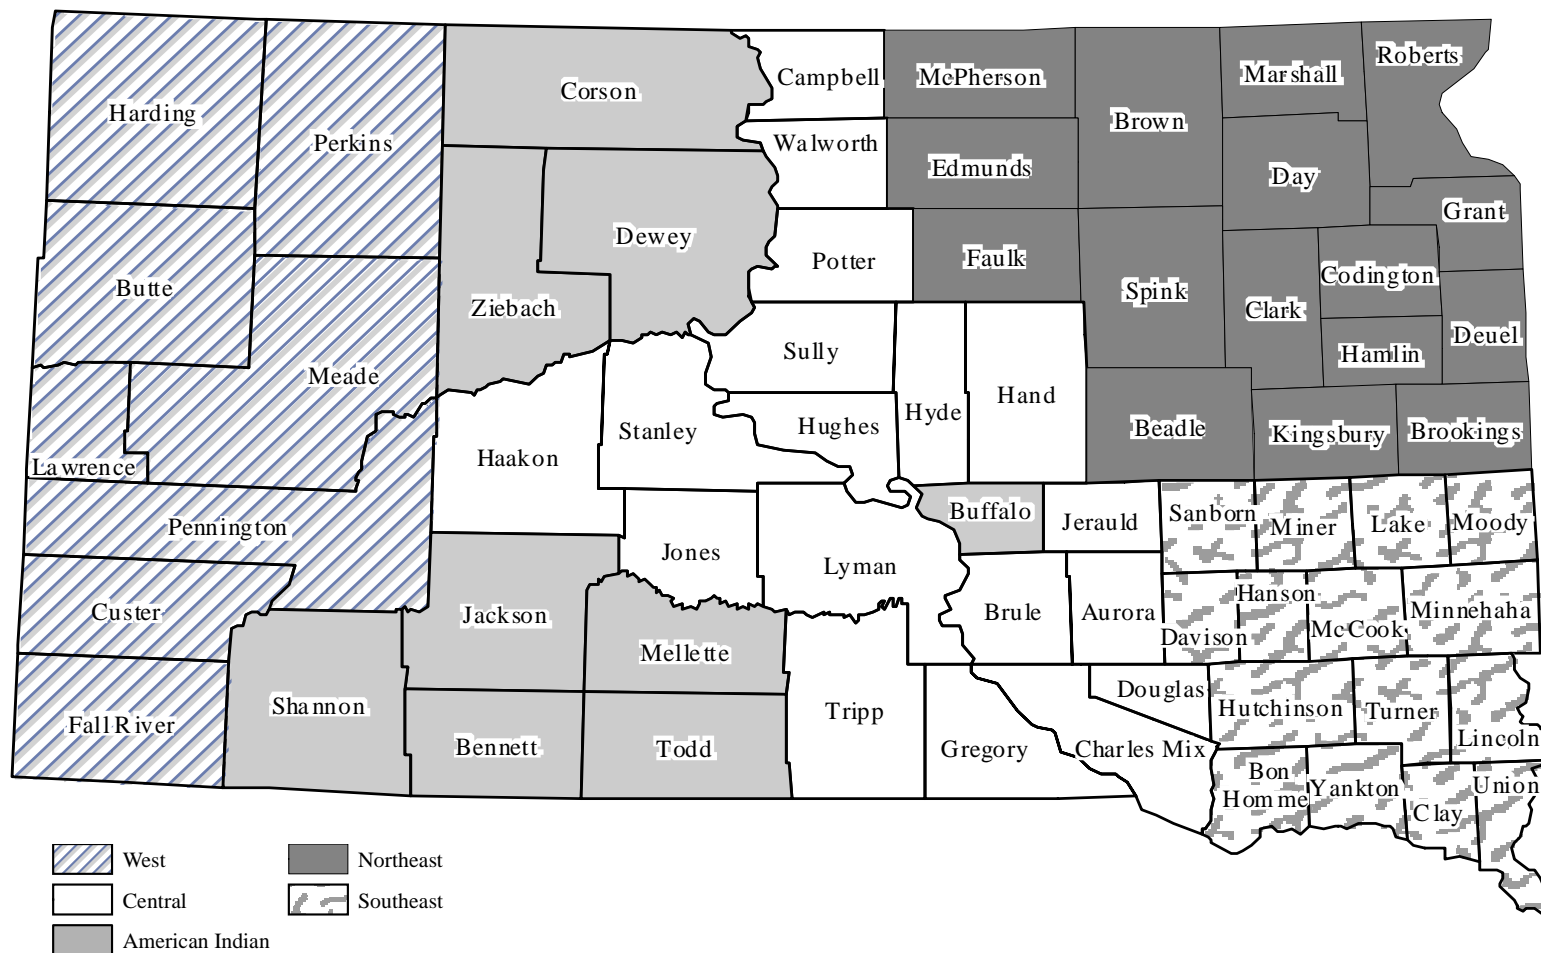 Harding
Perkins
Corson
Campbell
McPherson
Brown
Marshall
Roberts
Walworth
Edmunds
Day
Grant
Butte
Dewey
Potter
Faulk
Spink
Codington
Clark
Ziebach
Meade
Sully
Hamlin
Deuel
Hyde
Hand
Hughes
Stanley
Beadle
Kingsbury
Brookings
Lawrence
Haakon
Pennington
Buffalo
Jerauld
Sanborn
Miner
Lake
Moody
Jones
Lyman
Custer
Jackson
Brule
Aurora
Hanson
Davison
McCook
Minnehaha
Mellette
Shannon
Fall River
Bennett
Todd
Tripp
Gregory
Douglas
Charles Mix
Hutchinson
Turner
Lincoln
Bon
Homme
Yankton
Clay
Union
West
Central
American Indian
Northeast
Southeast